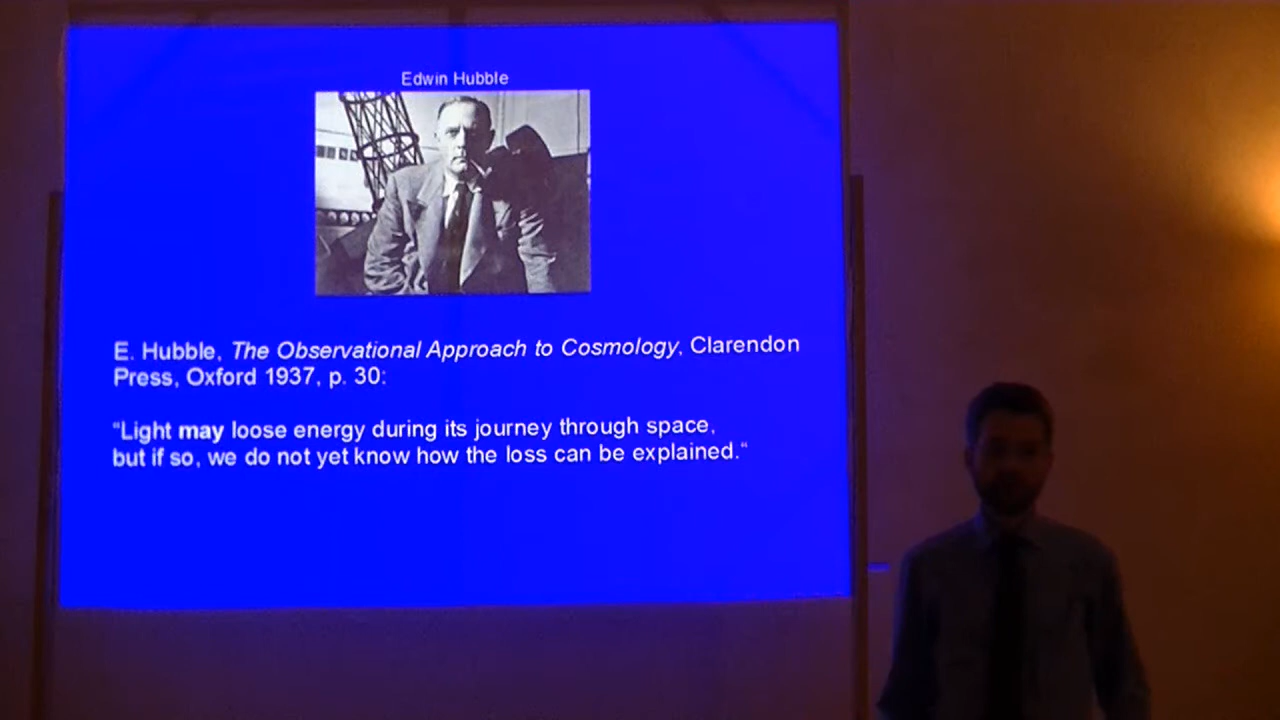 Edwin Hubble
E. Hubble, The Observational Approach to Cosmology, Clarendon
Press, Oxford 1937, p. 30:
“Light may loose energy during its journey through space,
but if so, we do not yet know how the loss can be explained.“